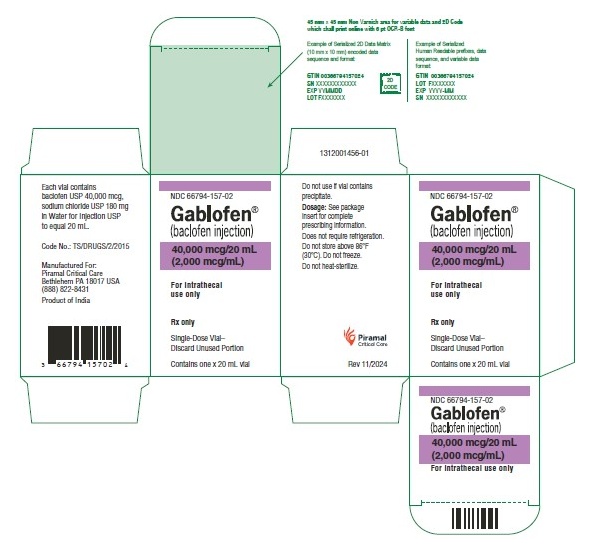 45 mm x 45 mm Non Varnish area for variable data and 2D Code
which shall print online with 6 pt OCR-B font
Example of Serialized 2D Data Matrix
(10 mm x 10 mm) encoded data
sequence and format
GTIN 00366794157024
SN XXXXXXXXXXXX
EXP YYMMDD
LOT FXXXXXXX
2D
CODE
Example of Serialized
Human Readable prefixes, data
sequence, and variable data
format
GTIN 00366794157024
LOT FXXXXXXX
EXP YYYY-MM
SN XXXXXXXXXXXX
Each vial contains
baclofen USP 40,000 mcg,
sodium chloride USP 180 mg
in Water for Injection USP
to equal 20 mL.
Code No.: TS/DRUGS/2/2015
Manufactured For:
Piramal Critical Care
Bethlehem PA 18017 USA
(888) 822-8431
Product of India
3 66794 15702 4
NDC 66794-157-02
Gablofen®
(baclofen injection)
40,000 mcg/20 mL
(2,000 mcg/mL)
For Intrathecal
use only
Rx only
Single-Dose Vial–
Discard Unused Portion
Contains one x 20 mL vial
1312001456-01
Do not use if vial contains
precipitate.
Dosage: See package
insert for complete
prescribing information.
Does not require refrigeration.
Do not store above 86°F
(30°C). Do not freeze.
Do not heat-sterilize.
Piramal
Critical Care
Rev 11/2024
NDC 66794-157-02
Gablofen®
(baclofen injection)
40,000 mcg/20 mL
(2,000 mcg/mL)
For Intrathecal
use only
Rx only
Single-Dose Vial–
Discard Unused Portion
Contains one x 20 mL vial
NDC 66794-157-02
Gablofen®
(baclofen injection)
40,000 mcg/20 mL
(2,000 mcg/mL)
For Intrathecal use only